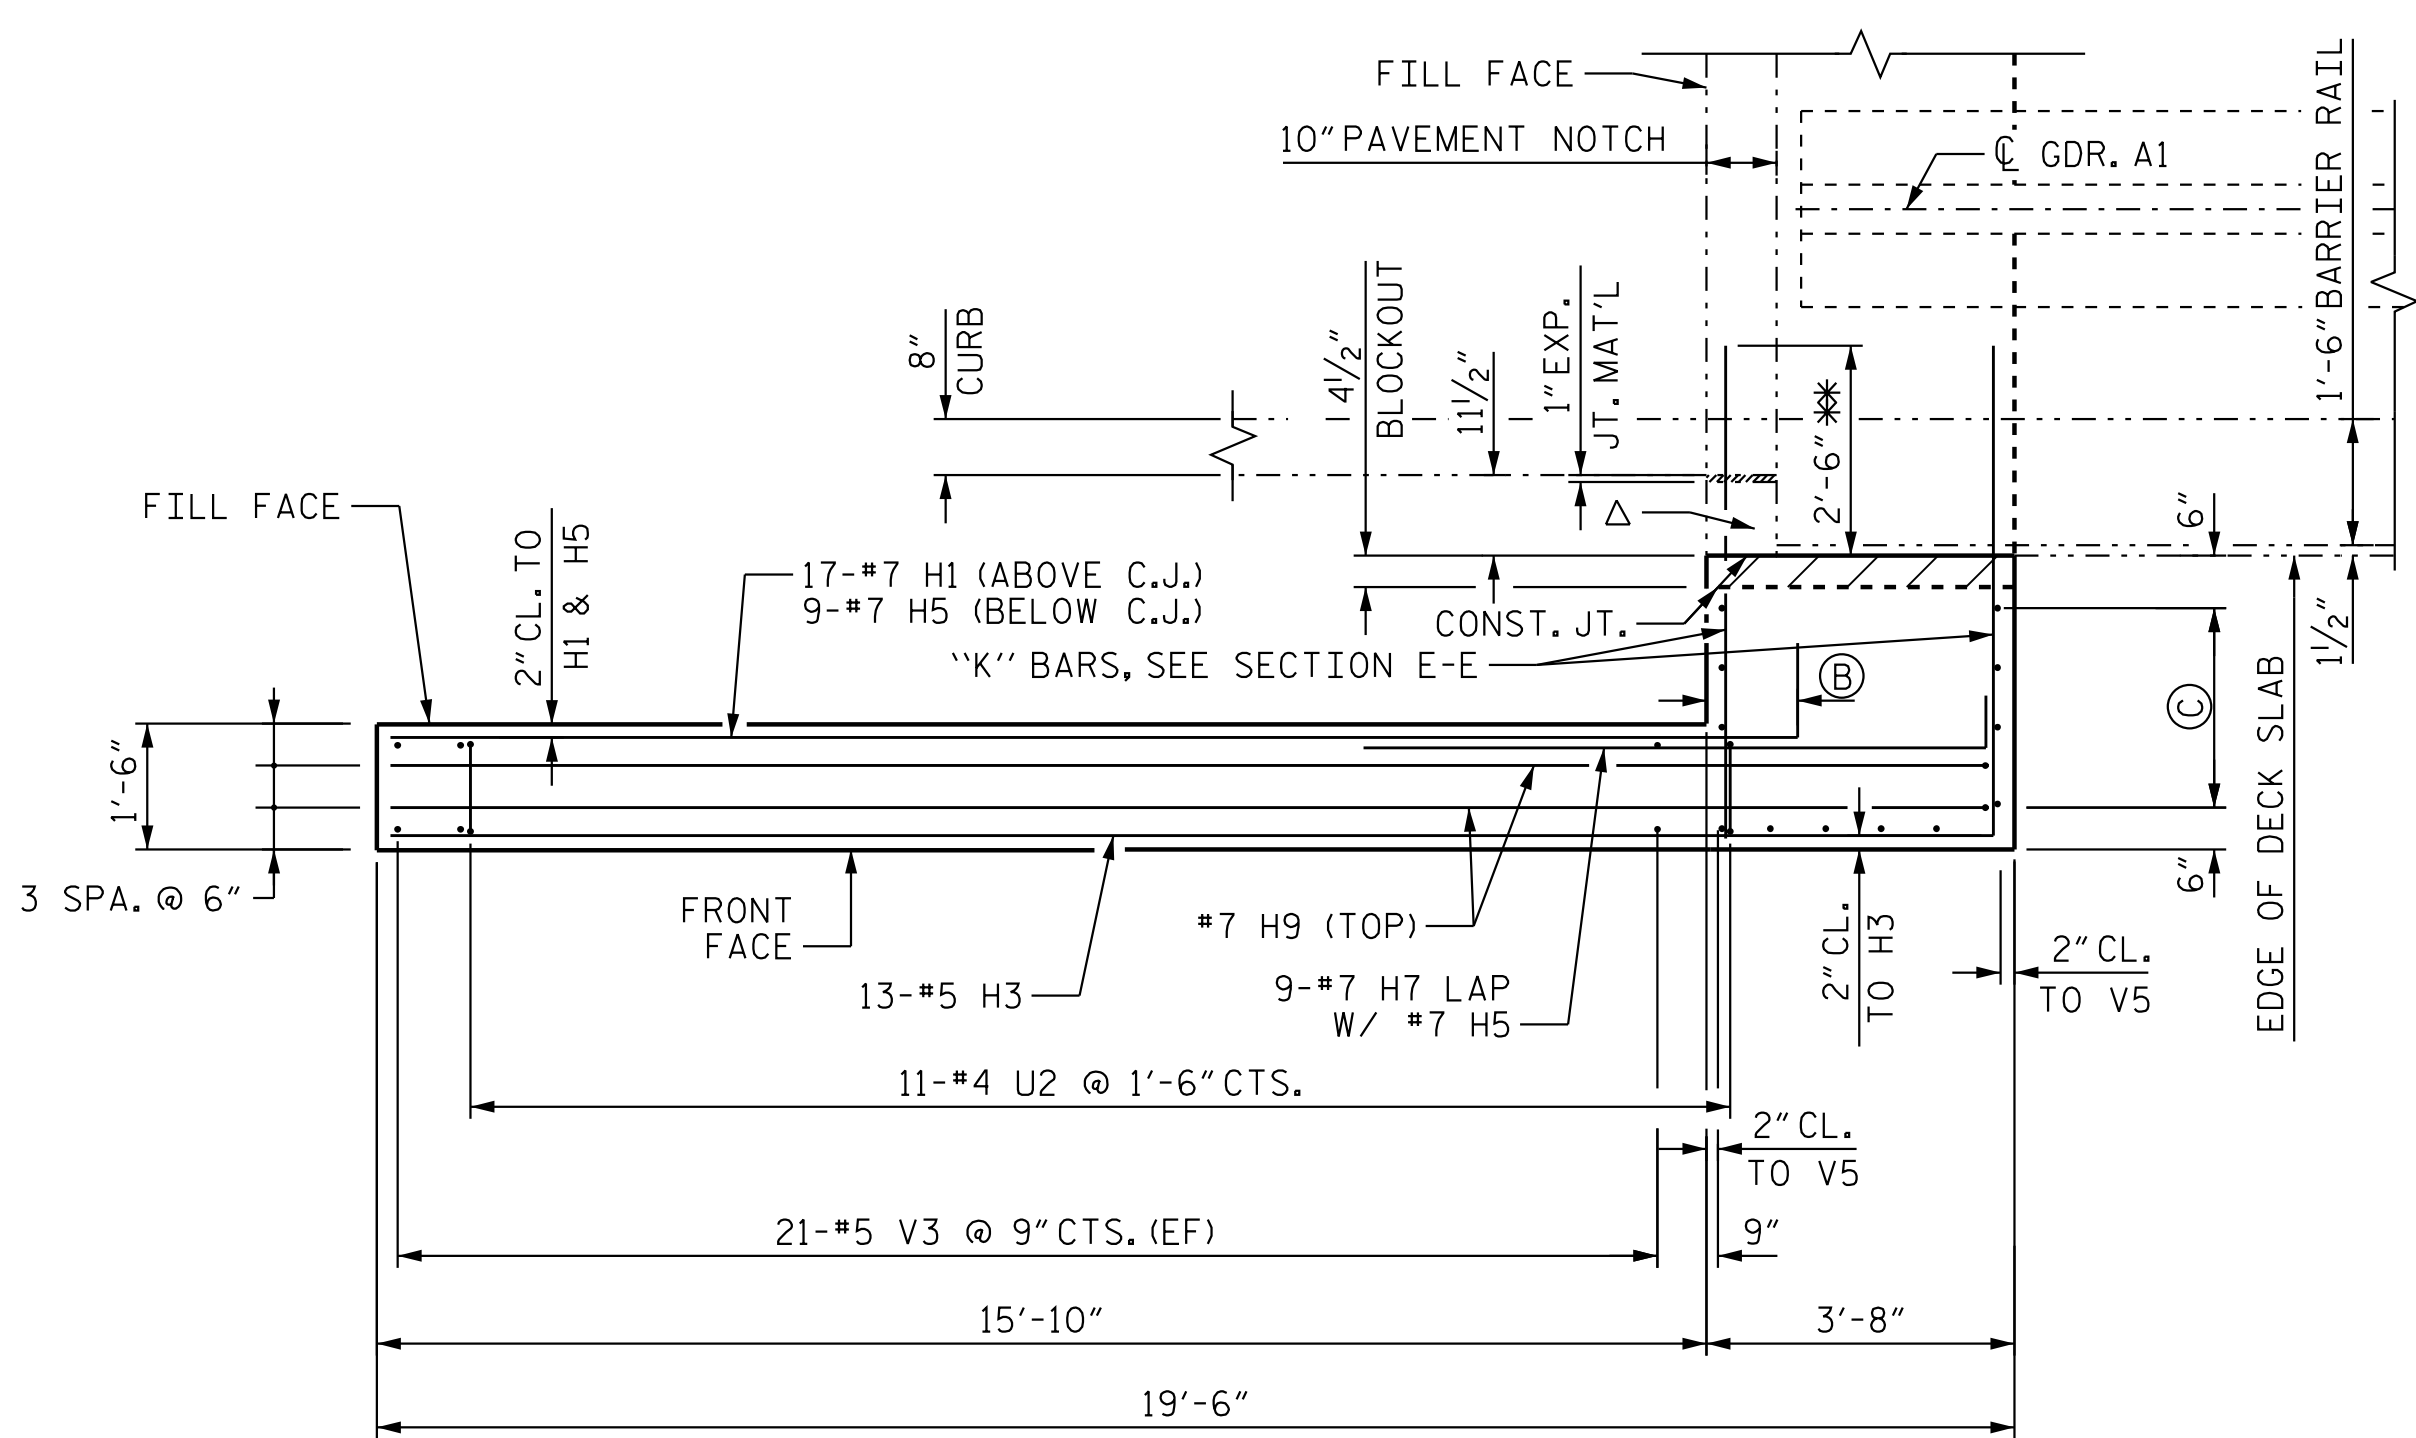 FILL FACE
10" PAVEMENT NOTCH
℄ GDR. A1
1'-6" BARRIER RAIL
8"
CURB
4 1/2"
BLOCKOUT
11 1/2"
1" EXP.
JT. MAT'L
2'-6" **
△
6"
1 1/2"
FILL FACE
2" CL. TO
H1 & H5
17-#7 H1 (ABOVE C.J.)
9-#7 H5 (BELOW C.J.)
CONST. JT.
"K" BARS, SEE SECTION E-E
B
C
EDGE OF DECK SLAB
1'-6"
3 SPA. @ 6"
FRONT
FACE
13-#5 H3
#7 H9 (TOP)
9-#7 H7 LAP
W/ #7 H5
2" CL.
TO H3
6"
2" CL.
TO V5
11-#4 U2 @ 1'-6" CTS.
2" CL.
TO V5
21-#5 V3 @ 9" CTS. (EF)
9"
15'-10"
3'-8"
19'-6"